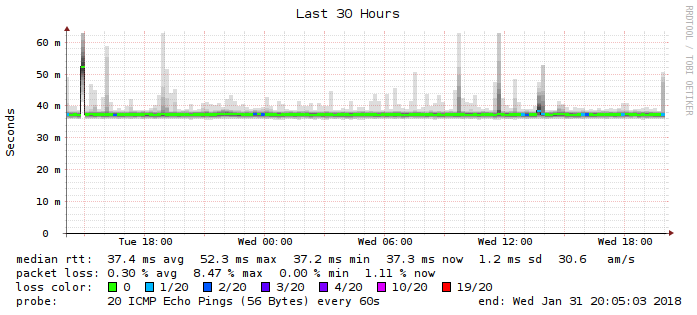 Last 30 Hours
RRDTOOL / TOBI OETIKER
Seconds
60 m
50 m
40 m
30 m
20 m
10 m
0
Tue 18:00 Wed 00:00 Wed 06:00 Wed 12:00 Wed 18:00
median rtt: 37.4 ms avg 52.3 ms max 37.2 ms min 37.3 ms now 1.2 ms sd 30.6 am/s
packet loss: 0.30 % avg 8.47 % max 0.00 % min 1.11 % now
loss color: 0 1/20 2/20 3/20 4/20 10/20 19/20
probe: 20 ICMP Echo Pings (56 Bytes) every 60s end: Wed Jan 31 20:05:03 2018